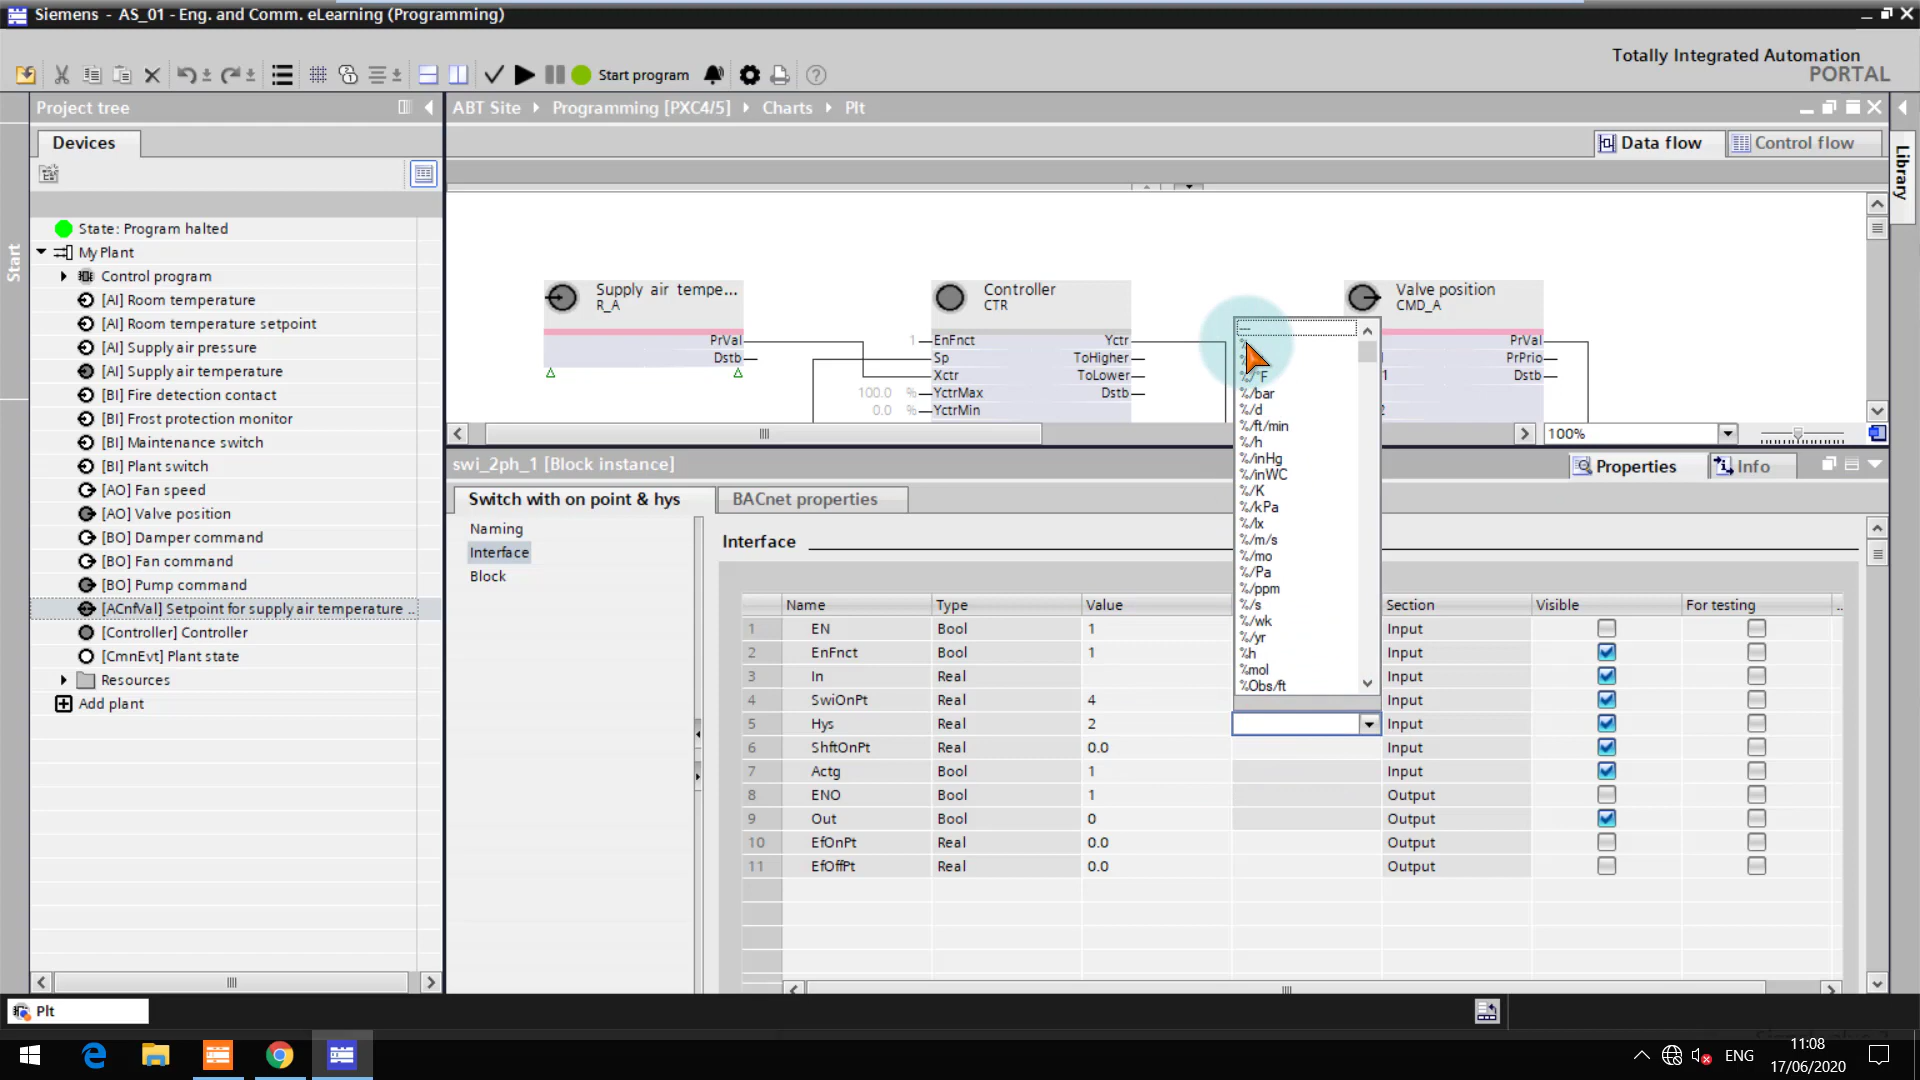 Siemens - AS_01 - Eng. and Comm. eLearning (Programming)
Totally Integrated Automation
PORTAL
Start program
Project tree
ABT Site
Programming [PXC4/5]
Charts
Plt
Devices
Data flow
Control flow
Library
Start
State: Program halted
My Plant
Control program
[AI] Room temperature
[AI] Room temperature setpoint
[AI] Supply air pressure
[AI] Supply air temperature
[BI] Fire detection contact
[BI] Frost protection monitor
[BI] Maintenance switch
[BI] Plant switch
[AO] Fan speed
[AO] Valve position
[BO] Damper command
[BO] Fan command
[BO] Pump command
[ACnfVal] Setpoint for supply air temperature ..
[Controller] Controller
[CmnEvt] Plant state
Resources
Add plant
Supply air tempe...
R_A
PrVal
Dstb
Controller
CTR
1
EnFnct
Sp
Xctr
100.0 %
YctrMax
0.0 %
YctrMin
Yctr
ToHigher
ToLower
Dstb
Valve position
CMD_A
PrVal
PrPrio
Dstb
1
100%
---
%/°F
%/bar
%/d
%/ft/min
%/h
%/inHg
%/inWC
%/K
%/kPa
%/lx
%/m/s
%/mo
%/Pa
%/ppm
%/s
%/wk
%/yr
%h
%mol
%Obs/ft
swi_2ph_1 [Block instance]
Properties
Info
Switch with on point & hys
BACnet properties
Naming
Interface
Block
Interface
Name Type Value Section Visible For testing ..
1 EN Bool 1 Input
2 EnFnct Bool 1 Input
3 In Real Input
4 SwiOnPt Real 4 Input
5 Hys Real 2 Input
6 ShftOnPt Real 0.0 Input
7 Actg Bool 1 Input
8 ENO Bool 1 Output
9 Out Bool 0 Output
10 EfOnPt Real 0.0 Output
11 EfOffPt Real 0.0 Output
Plt
ENG
11:08
17/06/2020